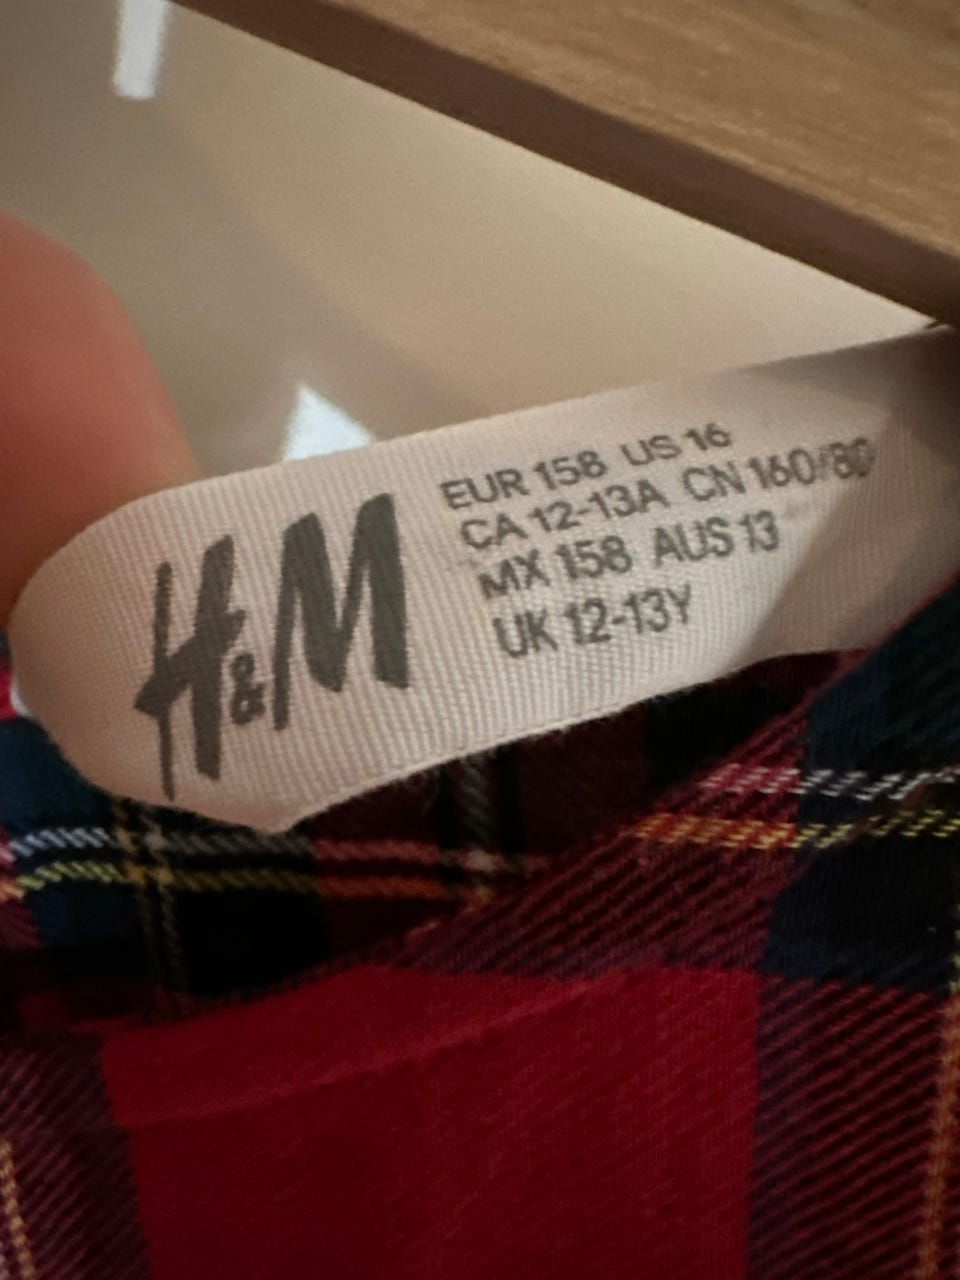 H&M
EUR 158 US 16
CA 12-13A CN 160/80
MX 158 AUS 13
UK 12-13Y